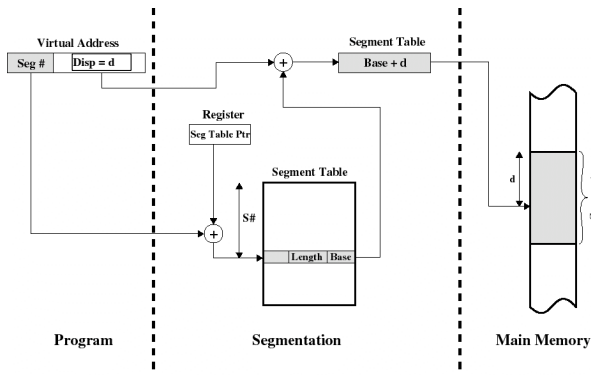 Virtual Address
Seg #
Disp = d
Segment Table
+
Base + d
Register
Seg Table Ptr
Segment Table
S#
+
Length
Base
d
Program
Segmentation
Main Memory